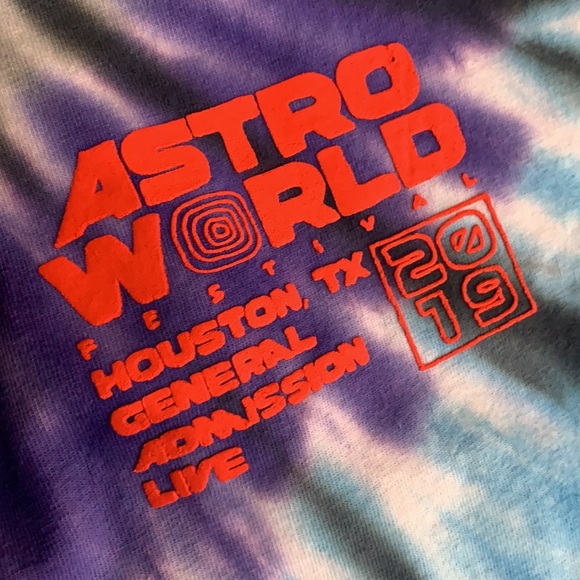 ASTRO
WORLD
FESTIVAL
HOUSTON, TX
GENERAL
ADMISSION
LIVE
20
19